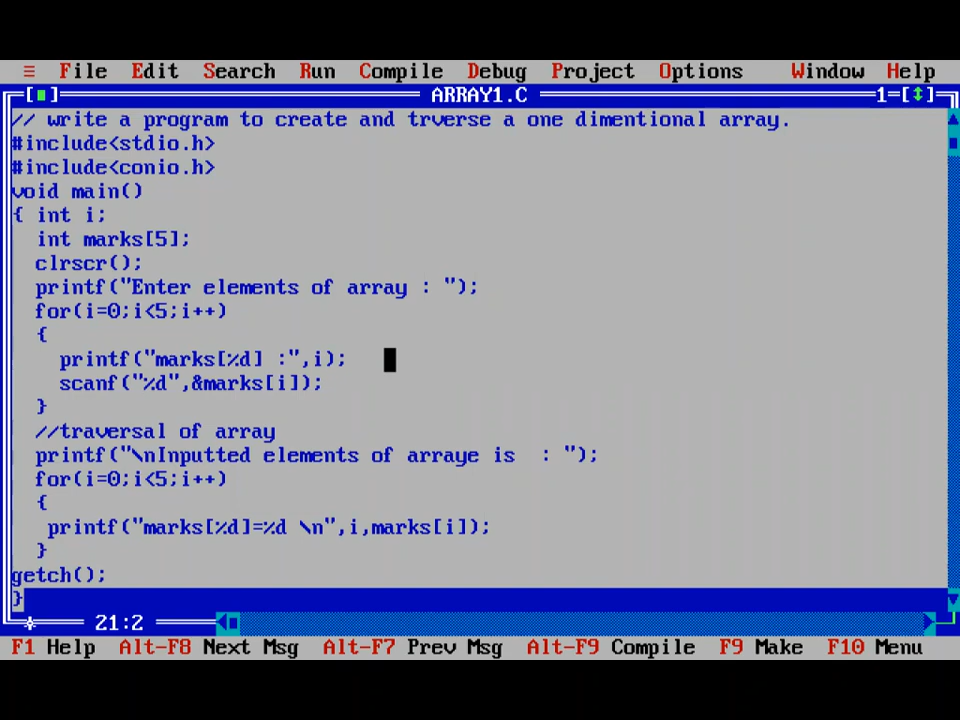 ≡ File Edit Search Run Compile Debug Project Options Window Help
[■] ARRAY1.C 1=[↕]
// write a program to create and trverse a one dimentional array.
#include<stdio.h>
#include<conio.h>
void main()
{ int i;
int marks[5];
clrscr();
printf("Enter elements of array : ");
for(i=0;i<5;i++)
{
printf("marks[%d] :",i);
scanf("%d",&marks[i]);
}
//traversal of array
printf("\nInputted elements of arraye is  : ");
for(i=0;i<5;i++)
{
printf("marks[%d]=%d \n",i,marks[i]);
}
getch();
}
21:2
F1 Help Alt-F8 Next Msg Alt-F7 Prev Msg Alt-F9 Compile F9 Make F10 Menu